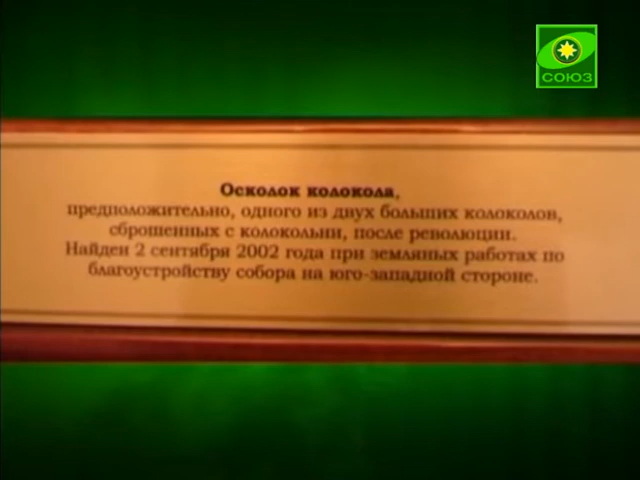 СОЮЗ
Осколок колокола,
предположительно, одного из двух больших колоколов,
сброшенных с колокольни, после революции.
Найден 2 сентября 2002 года при земляных работах по
благоустройству собора на юго-западной стороне.